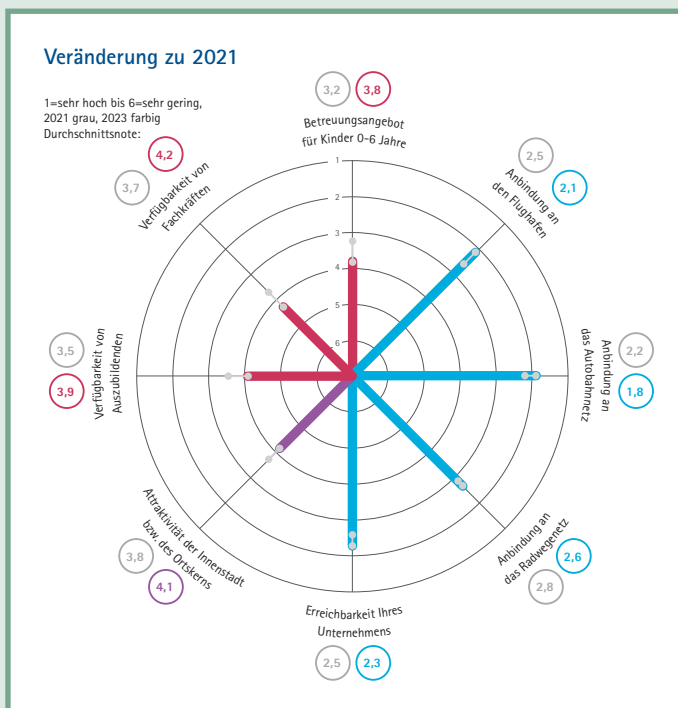 Veränderung zu 2021
1=sehr hoch bis 6=sehr gering,
2021 grau, 2023 farbig
Durchschnittsnote:
3,2 3,8
Betreuungsangebot
für Kinder 0-6 Jahre
2,5
2,1
Anbindung an
den Flughafen
2,2
1,8
Anbindung an
das Autobahnnetz
2,6
2,8
Anbindung an
das Radwegenetz
Erreichbarkeit Ihres
Unternehmens
2,5 2,3
Attraktivität der Innenstadt
bzw. des Ortskerns
3,8
4,1
3,5
3,9
Verfügbarkeit von
Auszubildenden
4,2
3,7
Verfügbarkeit von
Fachkräften
1
2
3
4
5
6